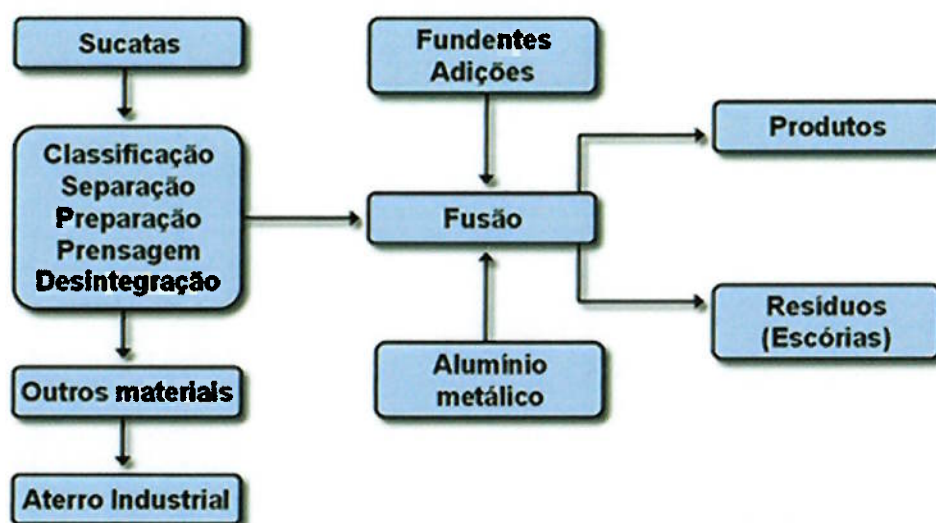 Sucatas
Classificação
Separação
Preparação
Prensagem
Desintegração
Outros materiais
Aterro Industrial
Fundentes
Adições
Fusão
Alumínio
metálico
Produtos
Resíduos
(Escórias)